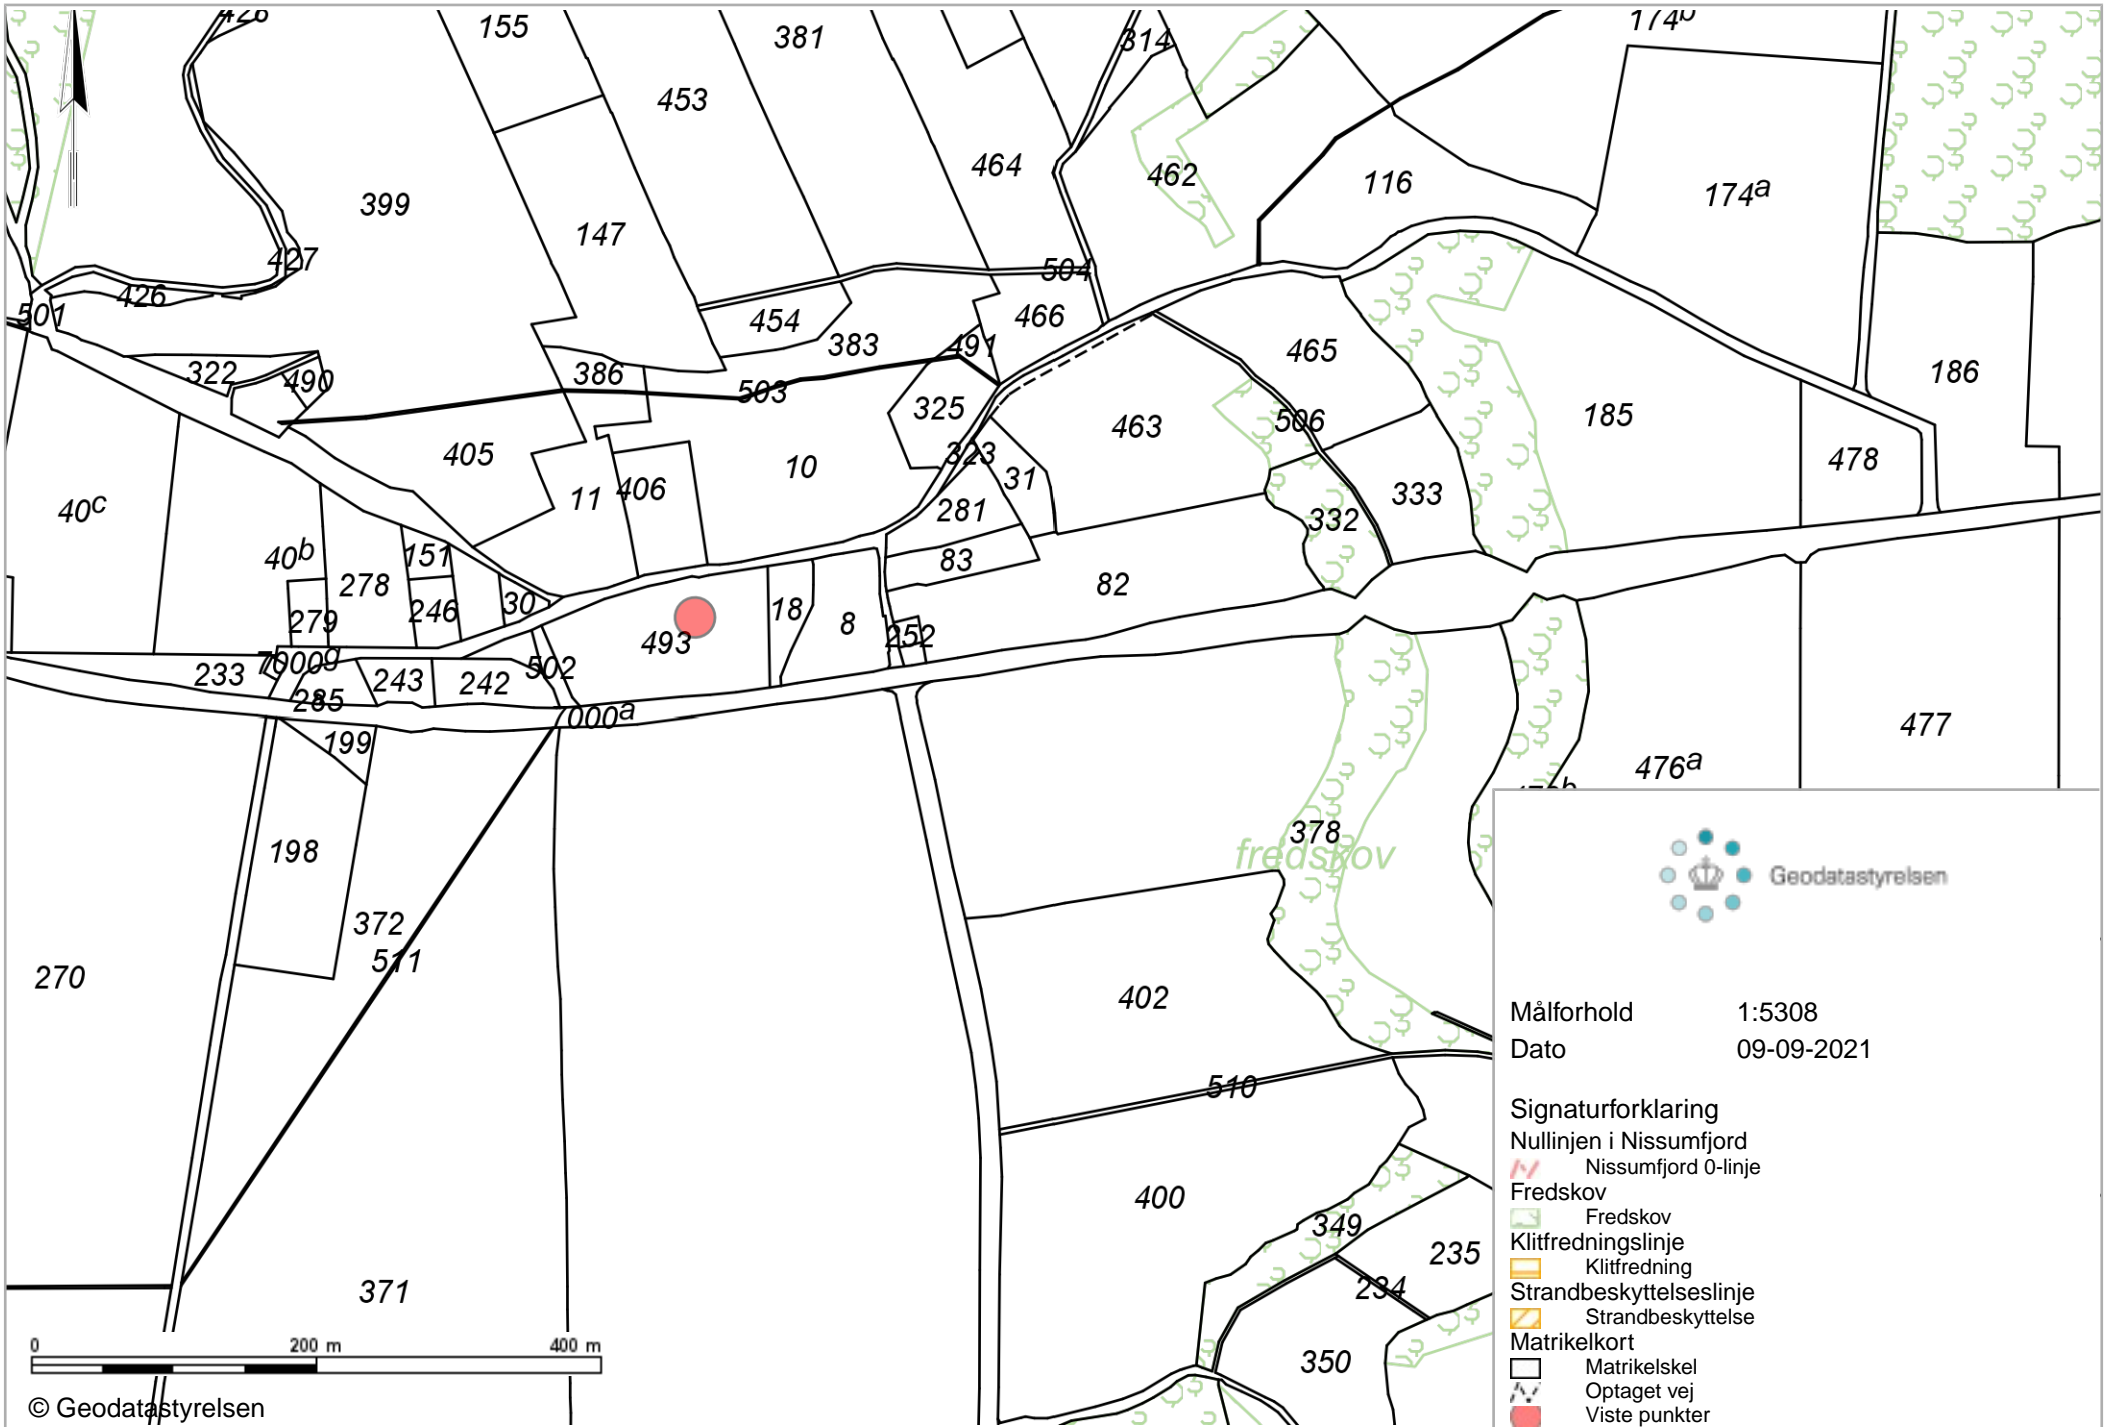 428
155
381
314
174b
453
464
462
116
174a
399
147
427
426
501
504
454
466
383
491
465
322
490
386
503
325
186
185
463
506
405
10
323
478
11
406
31
333
40c
281
332
151
40b
83
278
82
246
30
18
8
279
493
252
7000g
233
502
243
242
285
7000a
199
477
476a
378
fredskov
198
372
511
270
402
510
400
349
235
234
371
350
Geodatastyrelsen
Målforhold 1:5308
Dato 09-09-2021
Signaturforklaring
Nullinjen i Nissumfjord
Nissumfjord 0-linje
Fredskov
Fredskov
Klitfredningslinje
Klitfredning
Strandbeskyttelseslinje
Strandbeskyttelse
Matrikelkort
Matrikelskel
Optaget vej
Viste punkter
0 200 m 400 m
© Geodatastyrelsen